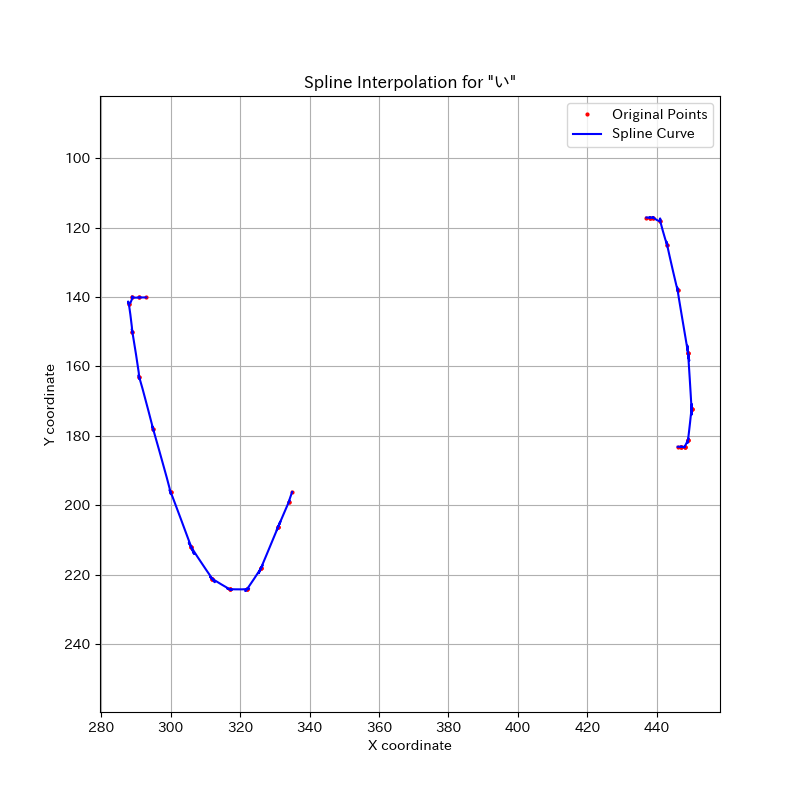 Spline Interpolation for "い"
Original Points
Spline Curve
100
120
140
160
180
200
220
240
Y coordinate
280 300 320 340 360 380 400 420 440
X coordinate